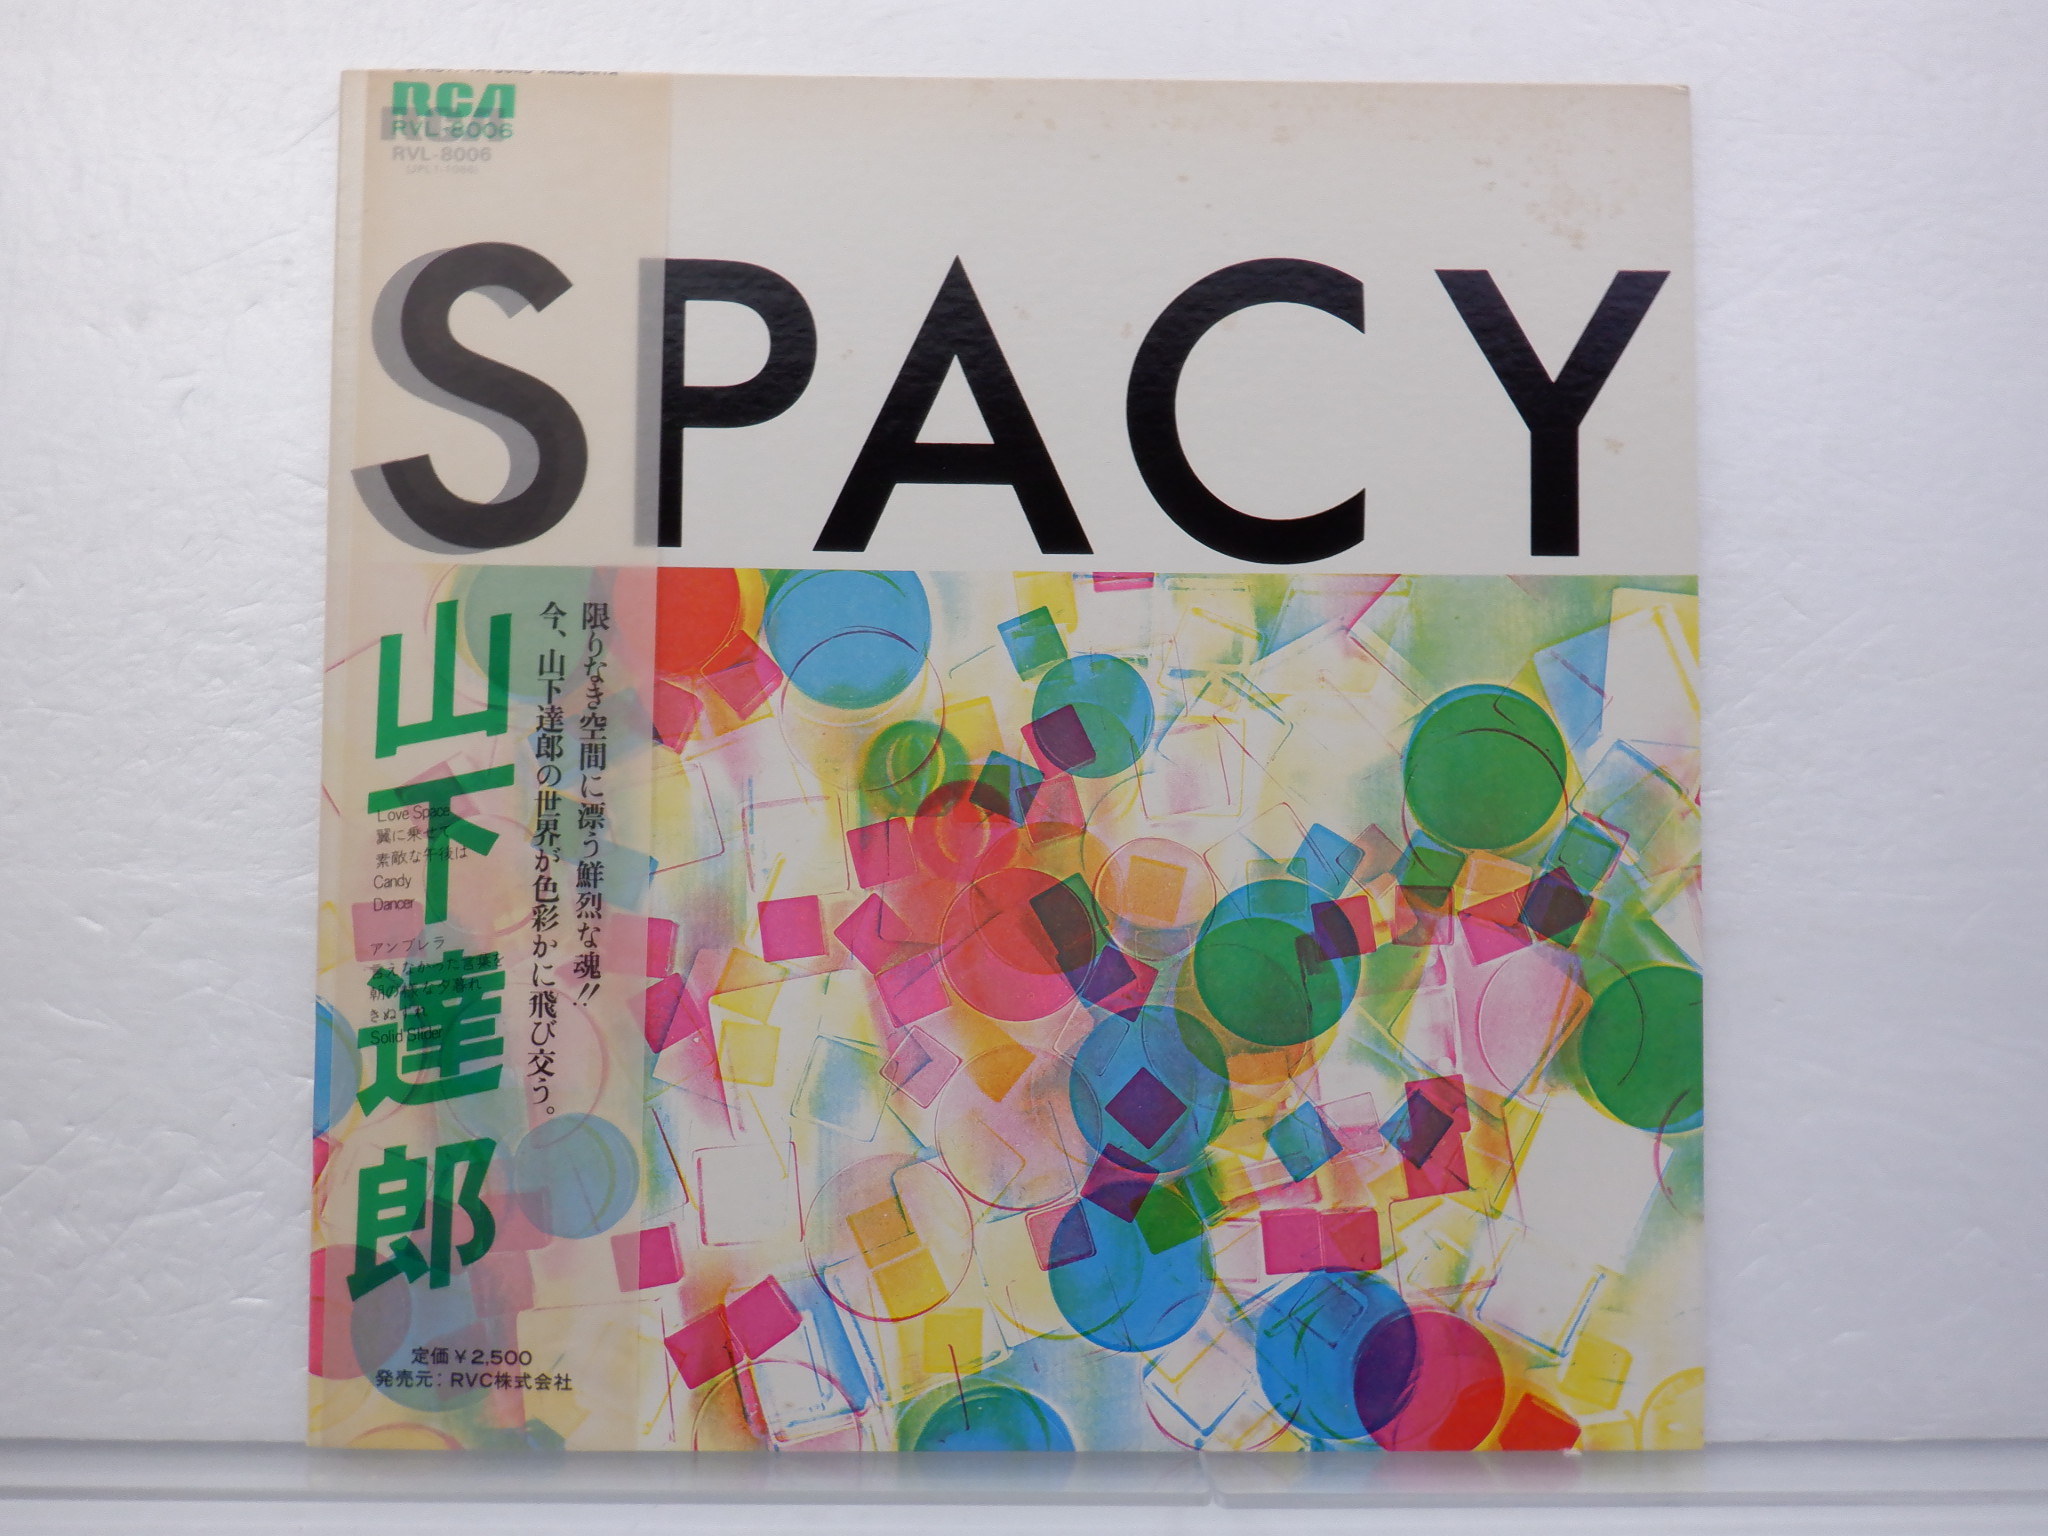 RCA
RVL-8006
RVL-8006
SPACY
限りなき空間に漂う鮮烈な魂!!
今、山下達郎の世界が色彩かに飛び交う。
山下達郎
Love Space
翼に乗せて
素敵な午後は
Candy
Dancer
アンブレラ
言えなかった言葉を
朝の様な夕暮れ
きぬずれ
Solid Slider
定価¥2,500
発売元:RVC株式会社